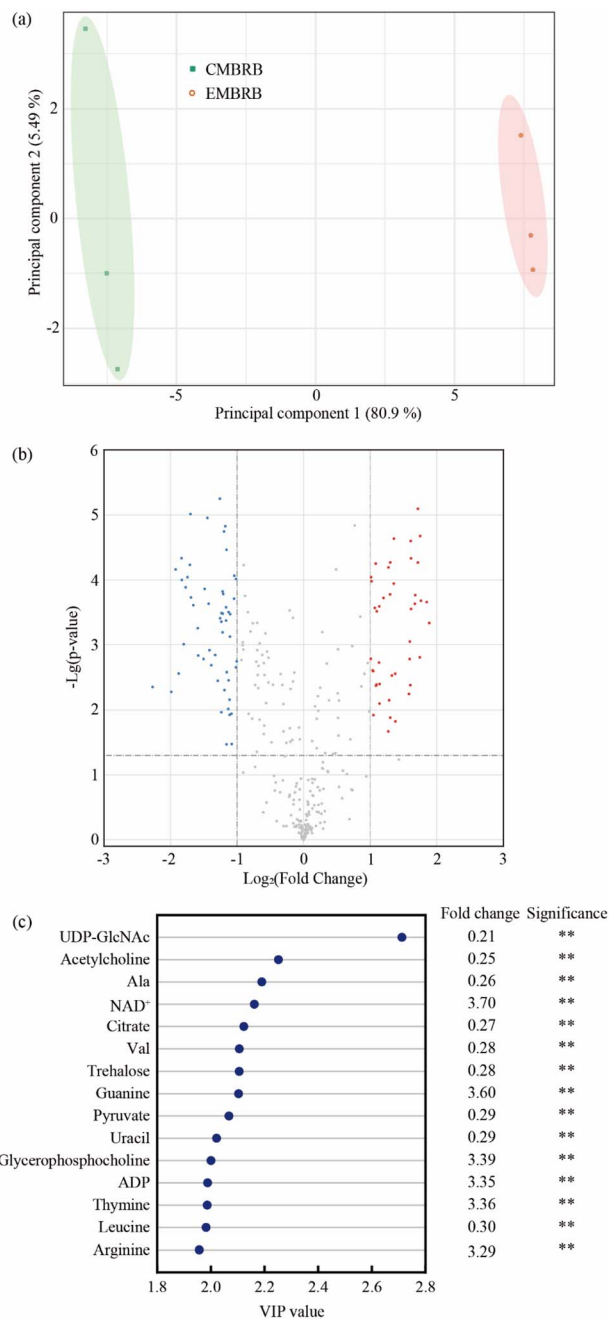 (a)
CMBRB
EMBRB
2
0
-2
Principal component 2 (5.49 %)
-5
0
5
Principal component 1 (80.9 %)
(b)
6
5
4
3
2
1
0
-Lg(p-value)
-3
-2
-1
0
1
2
3
Log₂(Fold Change)
(c)
Fold change Significance
UDP-GlcNAc 0.21 **
Acetylcholine 0.25 **
Ala 0.26 **
NAD⁺ 3.70 **
Citrate 0.27 **
Val 0.28 **
Trehalose 0.28 **
Guanine 3.60 **
Pyruvate 0.29 **
Uracil 0.29 **
Glycerophosphocholine 3.39 **
ADP 3.35 **
Thymine 3.36 **
Leucine 0.30 **
Arginine 3.29 **
1.8 2.0 2.2 2.4 2.6 2.8
VIP value